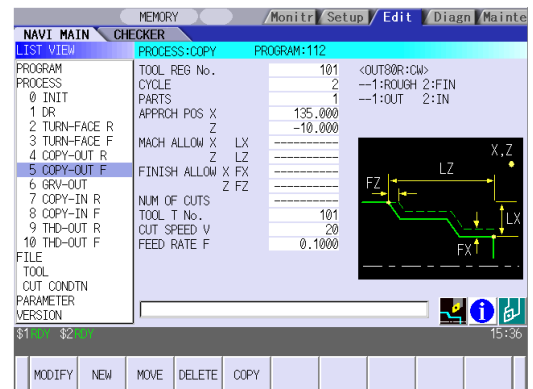 MEMORY Monitr Setup Edit Diagn Mainte
NAVI MAIN CHECKER
LIST VIEW PROCESS:COPY PROGRAM:112
PROGRAM
PROCESS
0 INIT
1 DR
2 TURN-FACE R
3 TURN-FACE F
4 COPY-OUT R
5 COPY-OUT F
6 GRV-OUT
7 COPY-IN R
8 COPY-IN F
9 THD-OUT R
10 THD-OUT F
FILE
TOOL
CUT CONDTN
PARAMETER
VERSION
TOOL REG No. 101
CYCLE 2
PARTS 1
APPRCH POS X 135.000
Z -10.000
MACH ALLOW X LX ----------
Z LZ ----------
FINISH ALLOW X FX ----------
Z FZ ----------
NUM OF CUTS ----------
TOOL T No. 101
CUT SPEED V 20
FEED RATE F 0.1000
<OUT80R:CW>
--1:ROUGH 2:FIN
--1:OUT 2:IN
X,Z
LZ
FZ
LX
FX
$1 RDY $2 RDY 15:36
MODIFY NEW MOVE DELETE COPY